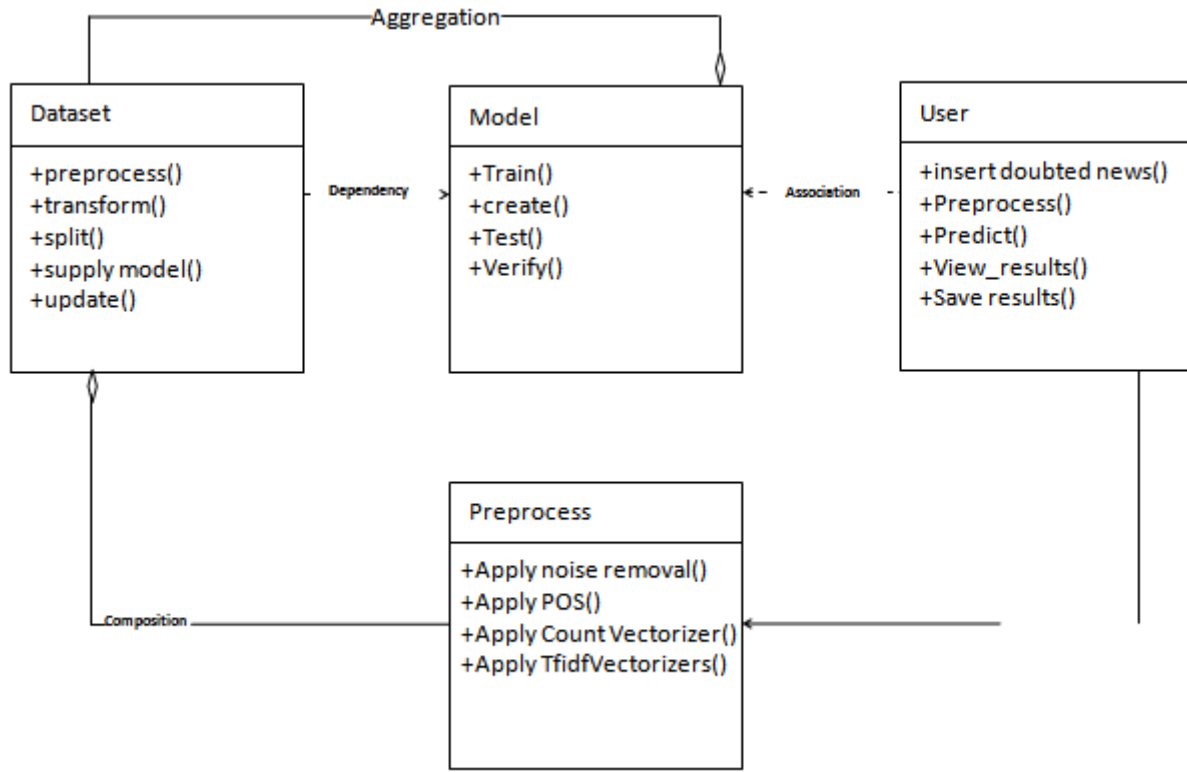 Aggregation
Dataset
+preprocess()
+transform()
+split()
+supply model()
+update()
Dependency
Model
+Train()
+create()
+Test()
+Verify()
Association
User
+insert doubted news()
+Preprocess()
+Predict()
+View_results()
+Save results()
Composition
Preprocess
+Apply noise removal()
+Apply POS()
+Apply Count Vectorizer()
+Apply TfidfVectorizers()